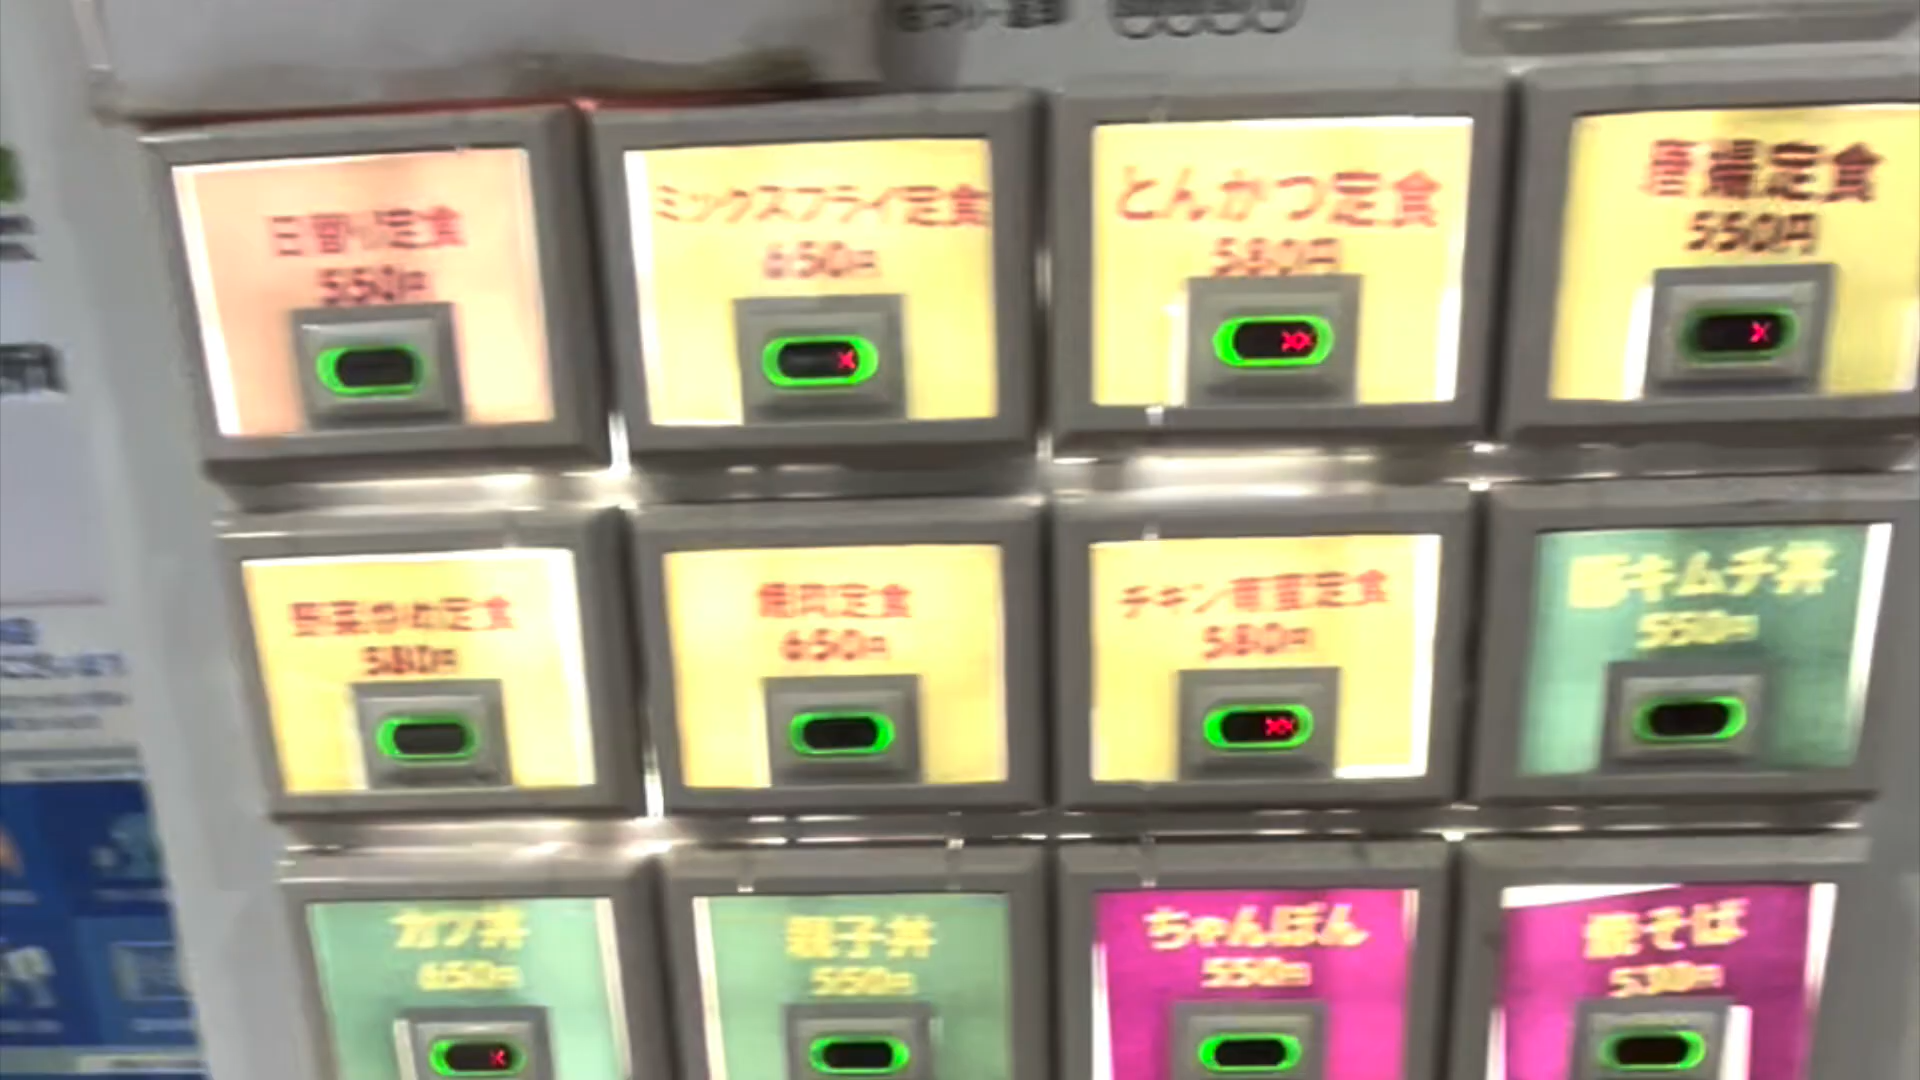 日替り定食
550円
ミックスフライ定食
650円
とんかつ定食
580円
唐揚定食
550円
野菜炒め定食
580円
焼肉定食
650円
チキン南蛮定食
580円
豚キムチ丼
550円
カツ丼
650円
親子丼
550円
ちゃんぽん
550円
焼そば
530円